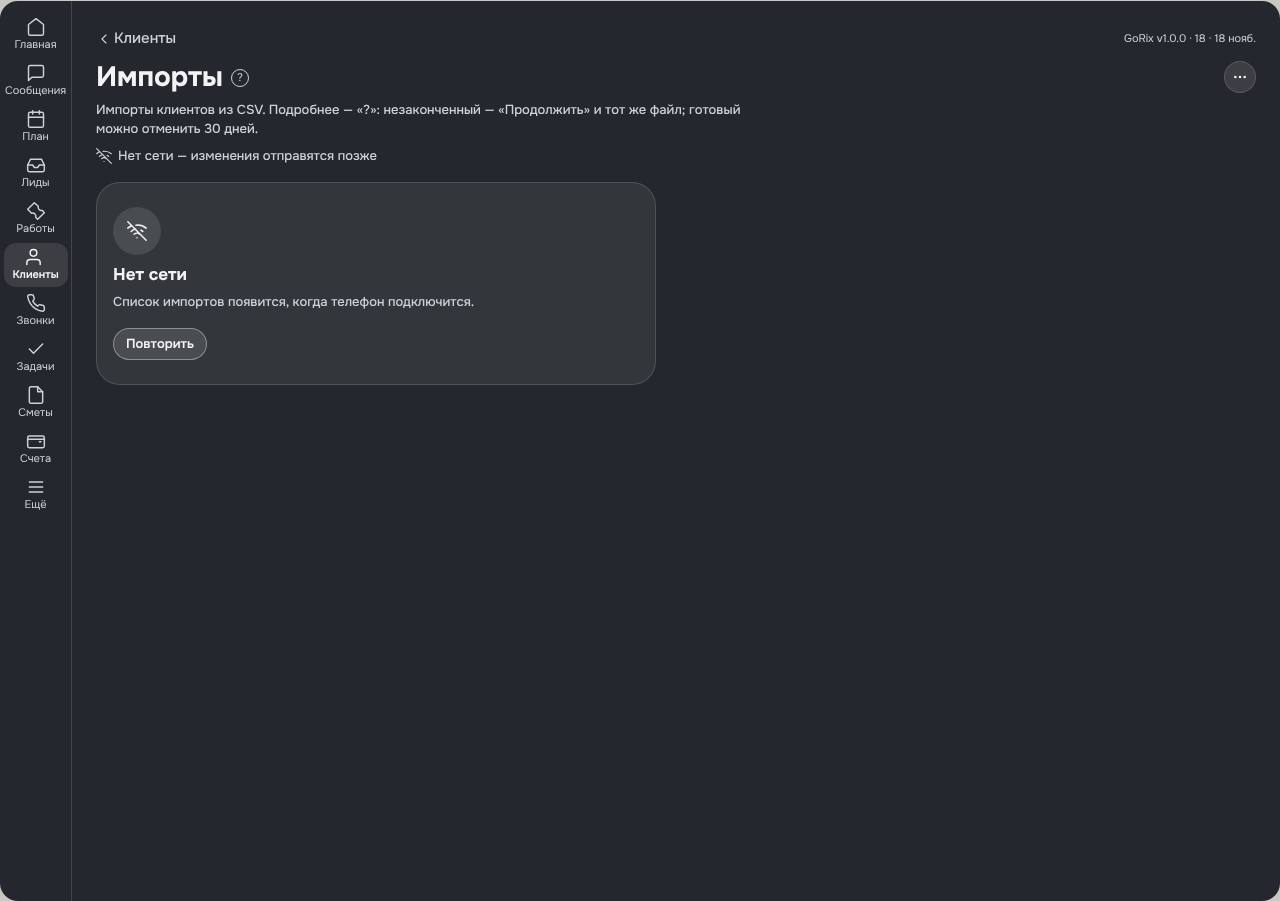 Главная
Сообщения
План
Лиды
Работы
Клиенты
Звонки
Задачи
Сметы
Счета
Ещё
Клиенты
GoRix v1.0.0 · 18 · 18 нояб.
Импорты ?
Импорты клиентов из CSV. Подробнее — «?»: незаконченный — «Продолжить» и тот же файл; готовый
можно отменить 30 дней.
Нет сети — изменения отправятся позже
Нет сети
Список импортов появится, когда телефон подключится.
Повторить